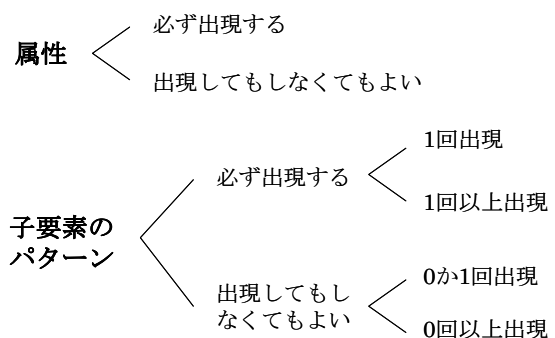 属性
必ず出現する
出現してもしなくてもよい
子要素の
パターン
必ず出現する
1回出現
1回以上出現
出現してもし
なくてもよい
0か1回出現
0回以上出現